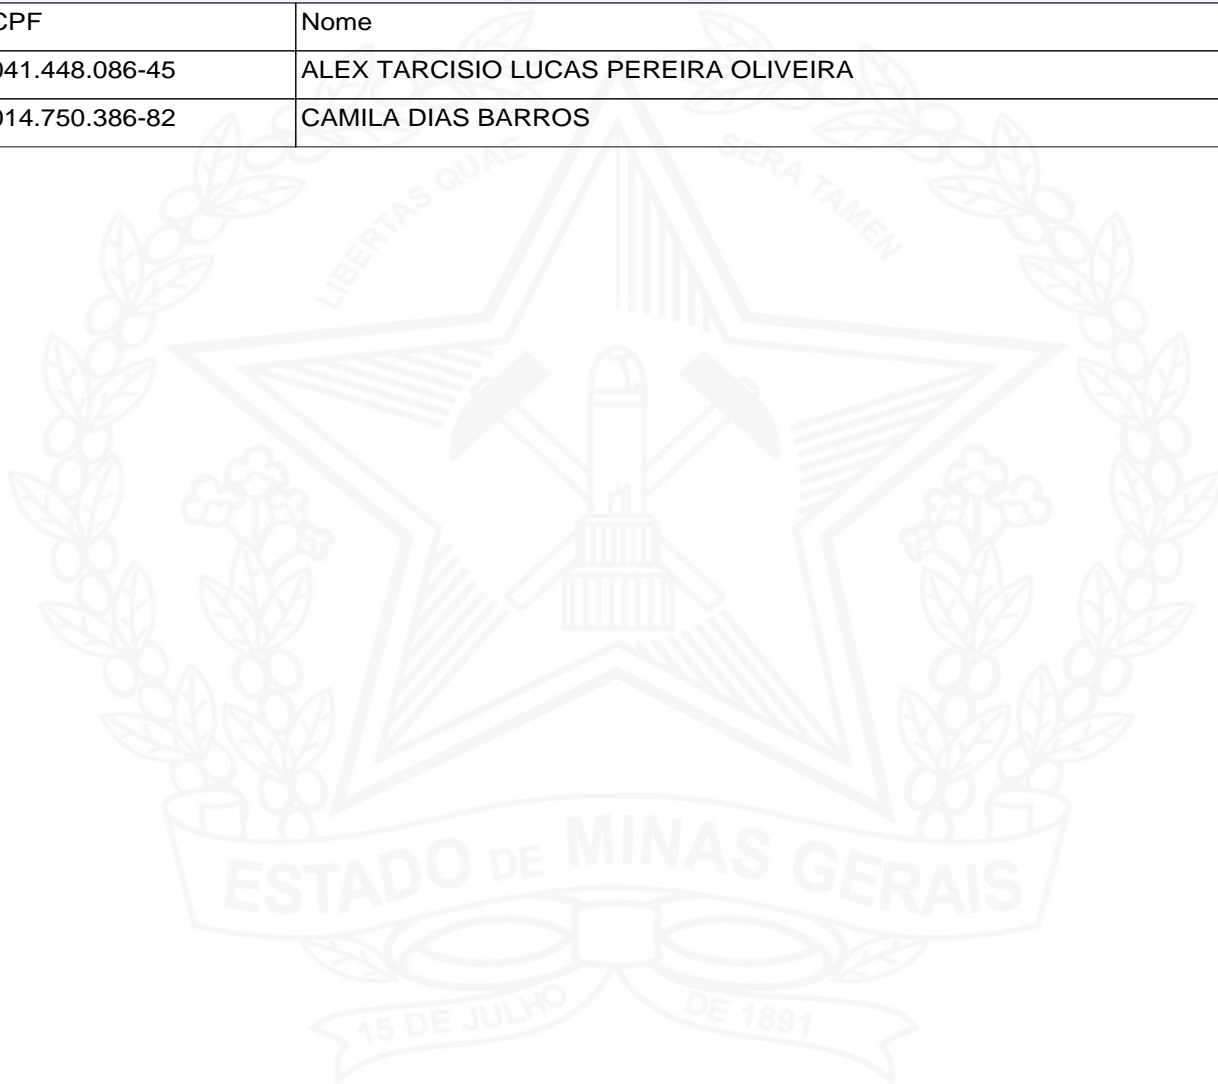 CPF Nome
041.448.086-45 ALEX TARCISIO LUCAS PEREIRA OLIVEIRA
014.750.386-82 CAMILA DIAS BARROS
LIBERTAS QUAE SERA TAMEN
ESTADO DE MINAS GERAIS
15 DE JULHO DE 1891